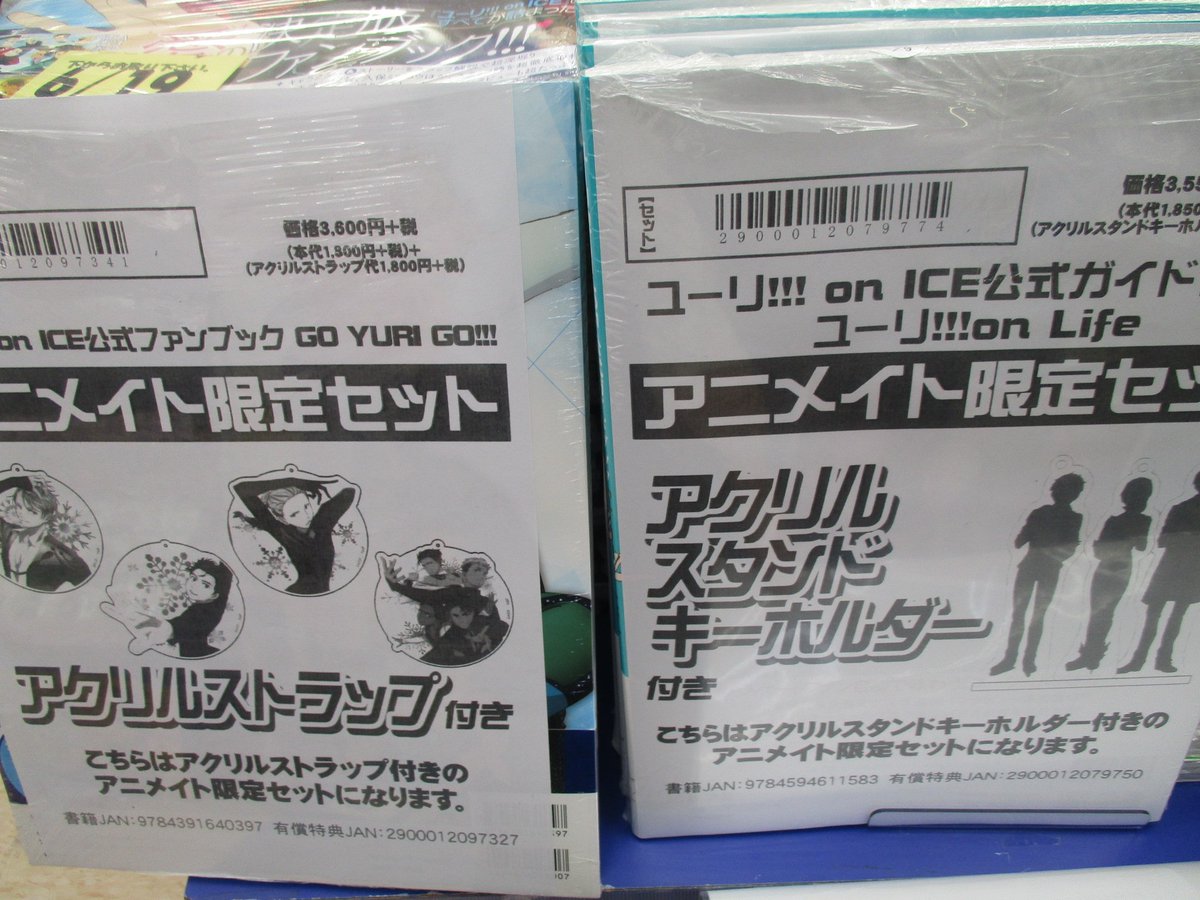 ファンブック!!!
6/19
012097341
価格3,600円+税
(本代1,800円+税)+
(アクリルストラップ代1,800円+税)
on ICE公式ファンブック GO YURI GO!!!
ニメイト限定セット
アクリルストラップ付き
こちらはアクリルストラップ付きの
アニメイト限定セットになります。
書籍JAN:9784391640397 有償特典JAN:2900012097327
【セット】
2900012079774
価格3,55
(本代1,850
(アクリルスタンドキーホル
ユーリ!!! on ICE公式ガイド
ユーリ!!!on Life
アニメイト限定セッ
アクリル
スタンド
キーホルダー
付き
こちらはアクリルスタンドキーホルダー付きの
アニメイト限定セットになります。
書籍JAN:9784594611583 有償特典JAN:2900012079750